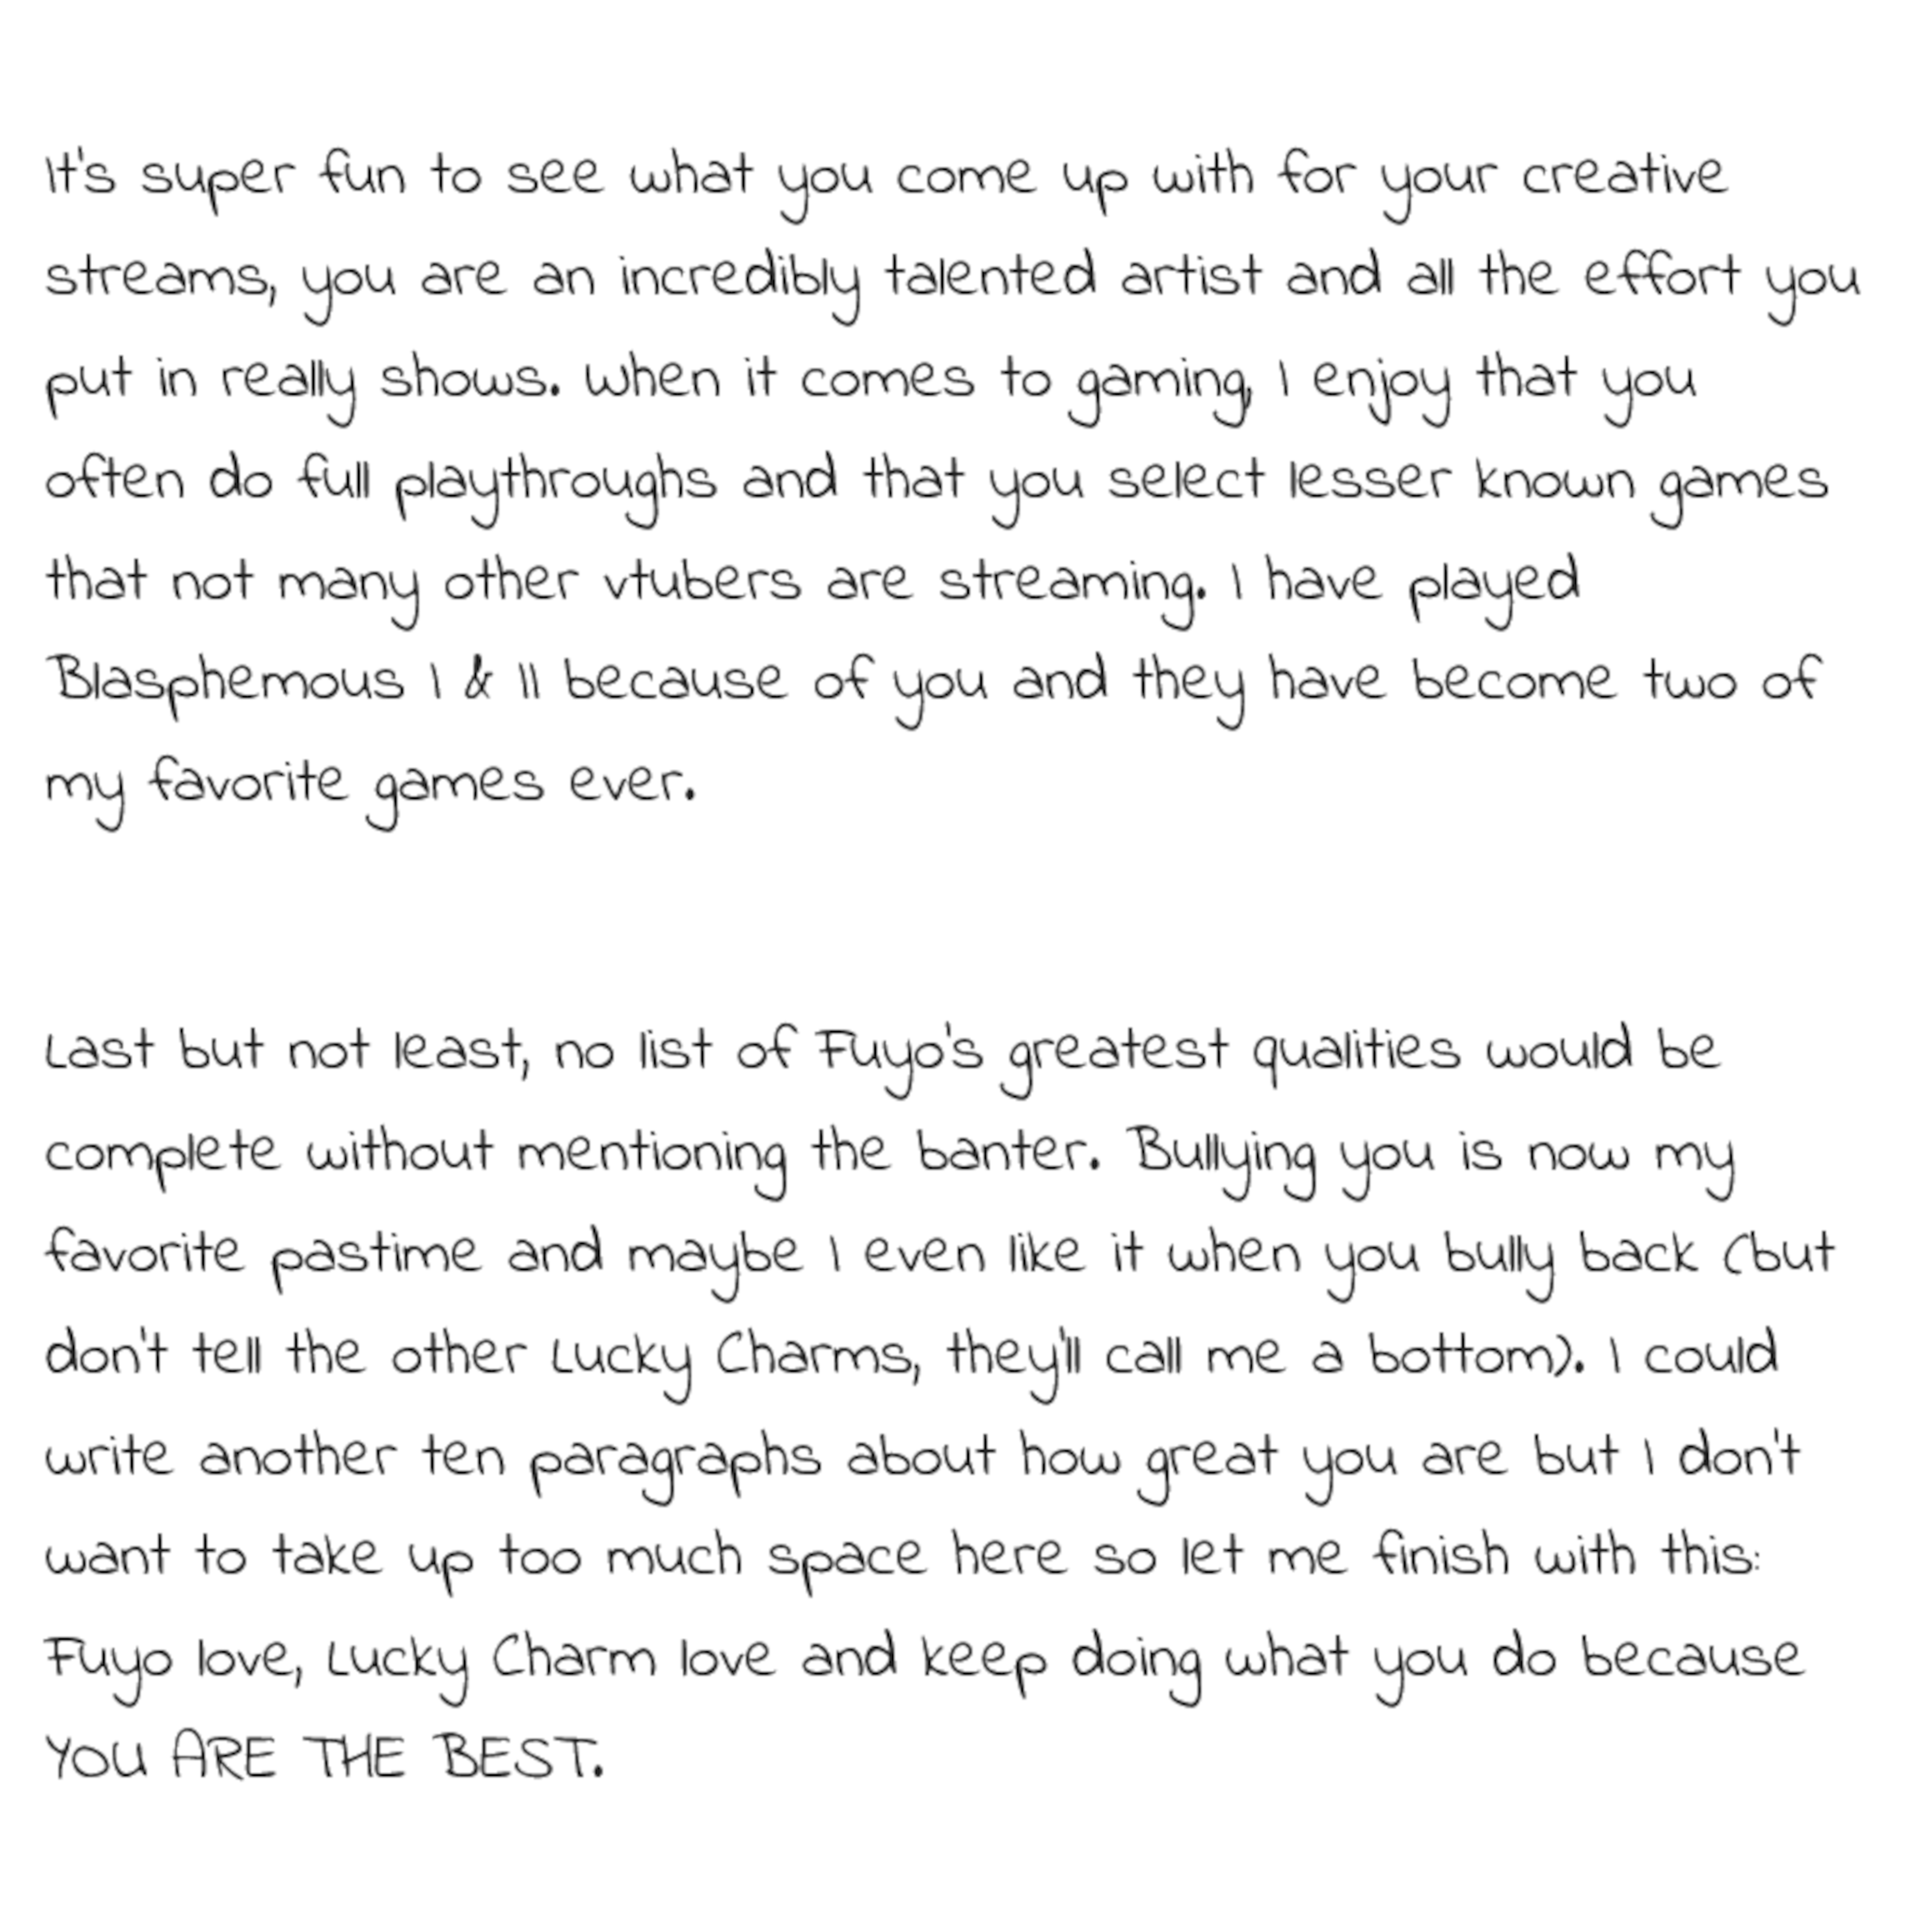 It's super fun to see what you come up with for your creative
streams, you are an incredibly talented artist and all the effort you
put in really shows. When it comes to gaming, I enjoy that you
often do full playthroughs and that you select lesser known games
that not many other vtubers are streaming. I have played
Blasphemous I & II because of you and they have become two of
my favorite games ever.
Last but not least, no list of Fuyo's greatest qualities would be
complete without mentioning the banter. Bullying you is now my
favorite pastime and maybe I even like it when you bully back (but
don't tell the other Lucky Charms, they'll call me a bottom). I could
write another ten paragraphs about how great you are but I don't
want to take up too much space here so let me finish with this:
Fuyo love, Lucky Charm love and keep doing what you do because
YOU ARE THE BEST.